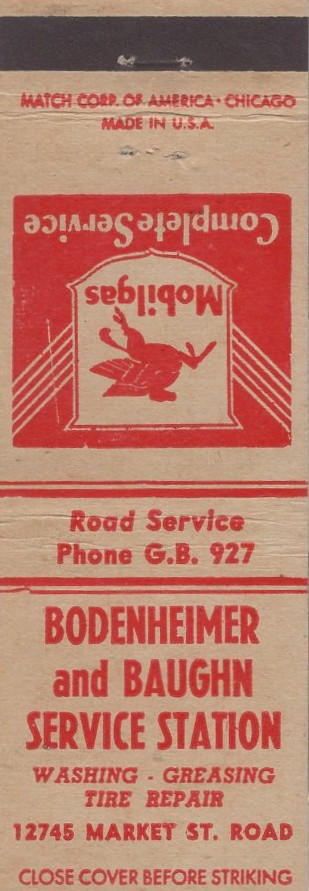 MATCH CORP. OF AMERICA · CHICAGO
MADE IN U.S.A.
Mobilgas
Complete Service
Road Service
Phone G.B. 927
BODENHEIMER
and BAUGHN
SERVICE STATION
WASHING - GREASING
TIRE REPAIR
12745 MARKET ST. ROAD
CLOSE COVER BEFORE STRIKING